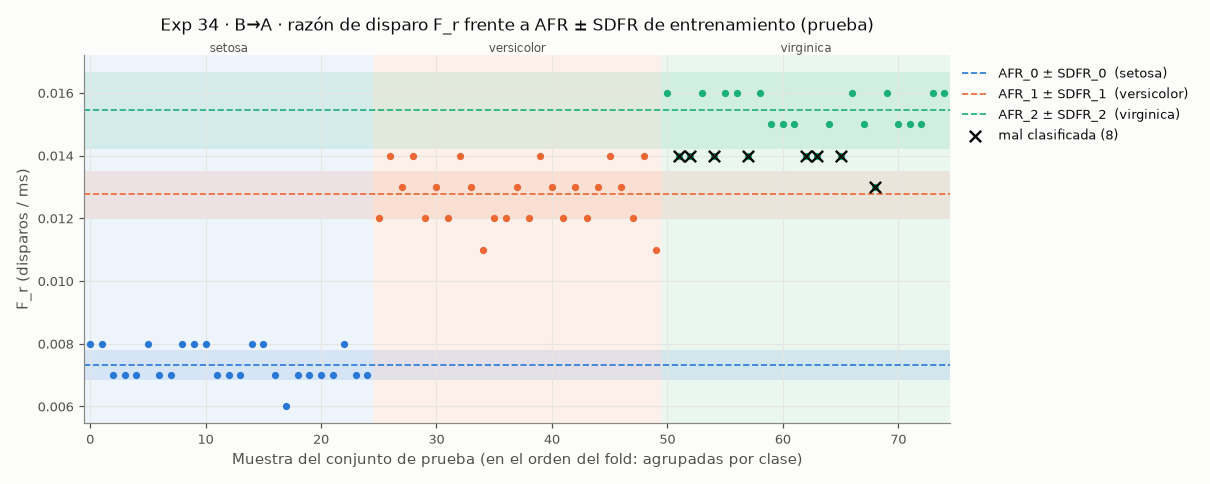 Exp 34 · B→A · razón de disparo F_r frente a AFR ± SDFR de entrenamiento (prueba)
setosa versicolor virginica
AFR_0 ± SDFR_0 (setosa)
AFR_1 ± SDFR_1 (versicolor)
AFR_2 ± SDFR_2 (virginica)
mal clasificada (8)
F_r (disparos / ms)
0.016
0.014
0.012
0.010
0.008
0.006
0 10 20 30 40 50 60 70
Muestra del conjunto de prueba (en el orden del fold: agrupadas por clase)